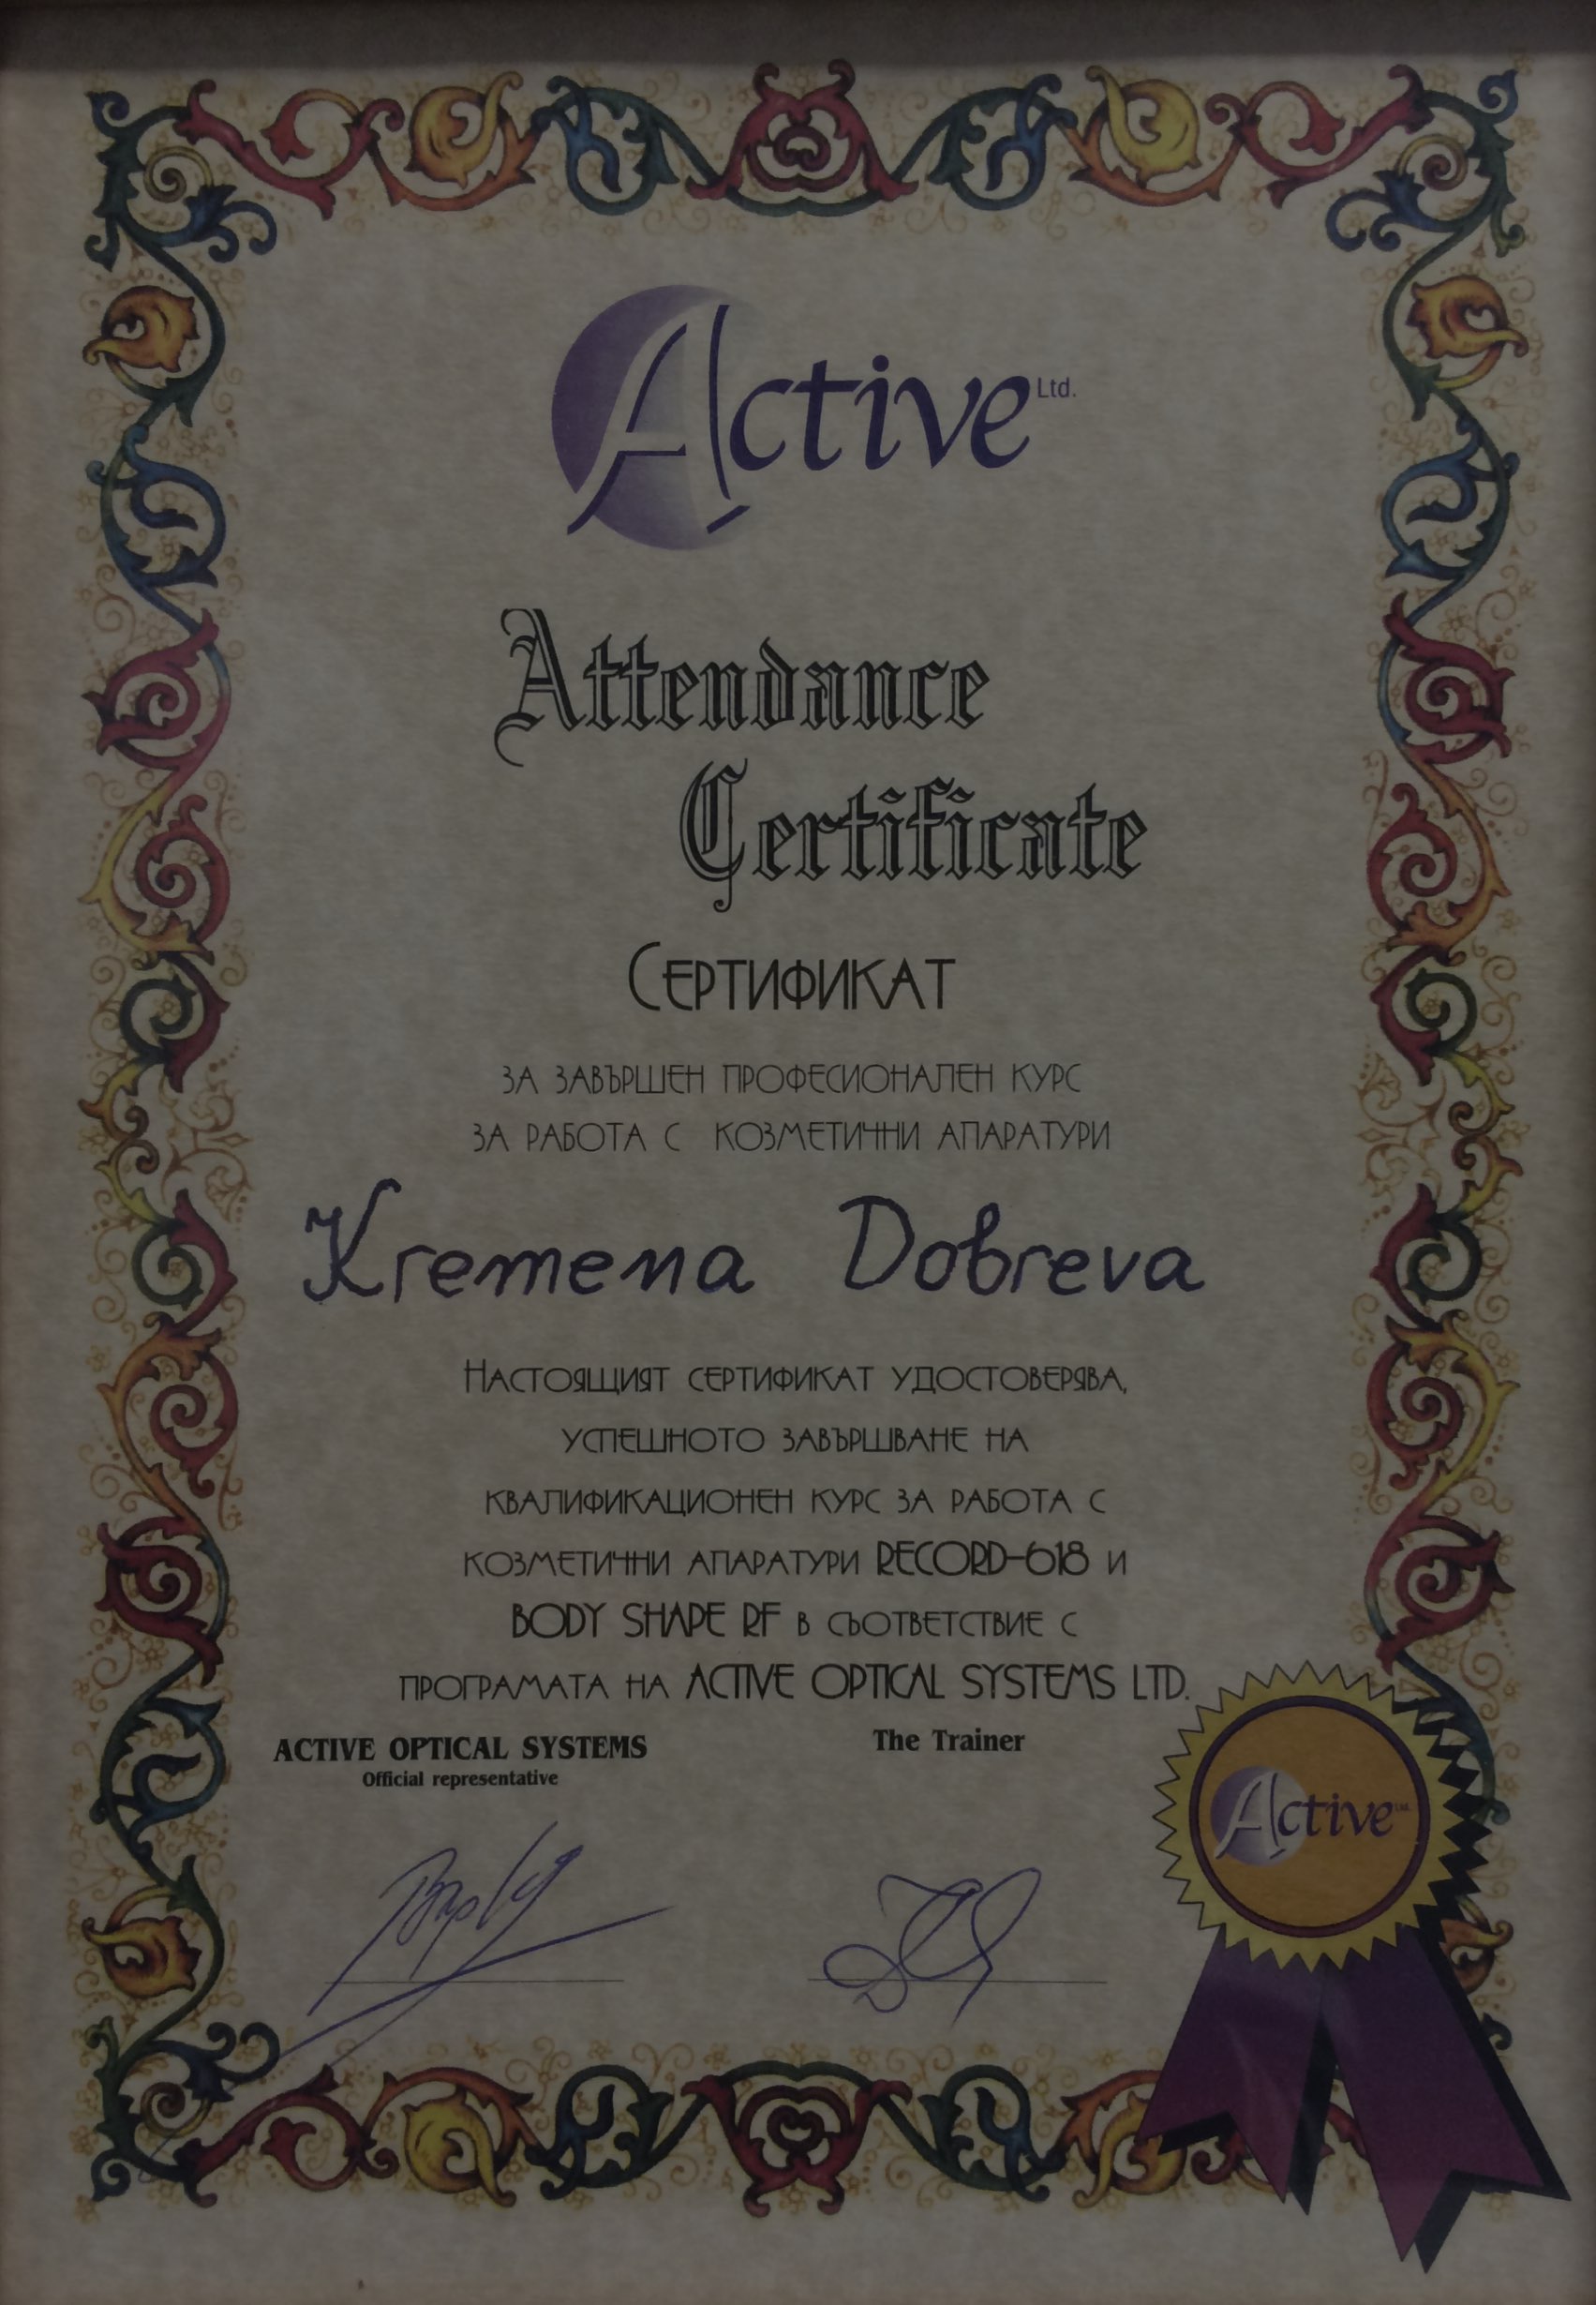 Active Ltd.
Attendance
Certificate
СЕРТИФИКАТ
ЗА ЗАВЪРШЕН ПРОФЕСИОНАЛЕН КУРС
ЗА РАБОТА С КОЗМЕТИЧНИ АПАРАТУРИ
Kremena Dobreva
НАСТОЯЩИЯТ СЕРТИФИКАТ УДОСТОВЕРЯВА,
УСПЕШНОТО ЗАВЪРШВАНЕ НА
КВАЛИФИКАЦИОНЕН КУРС ЗА РАБОТА С
КОЗМЕТИЧНИ АПАРАТУРИ RECORD-618 И
BODY SHAPE RF В СЪОТВЕТСТВИЕ С
ПРОГРАМАТА НА ACTIVE OPTICAL SYSTEMS LTD.
ACTIVE OPTICAL SYSTEMS
Official representative
The Trainer
Active Ltd.